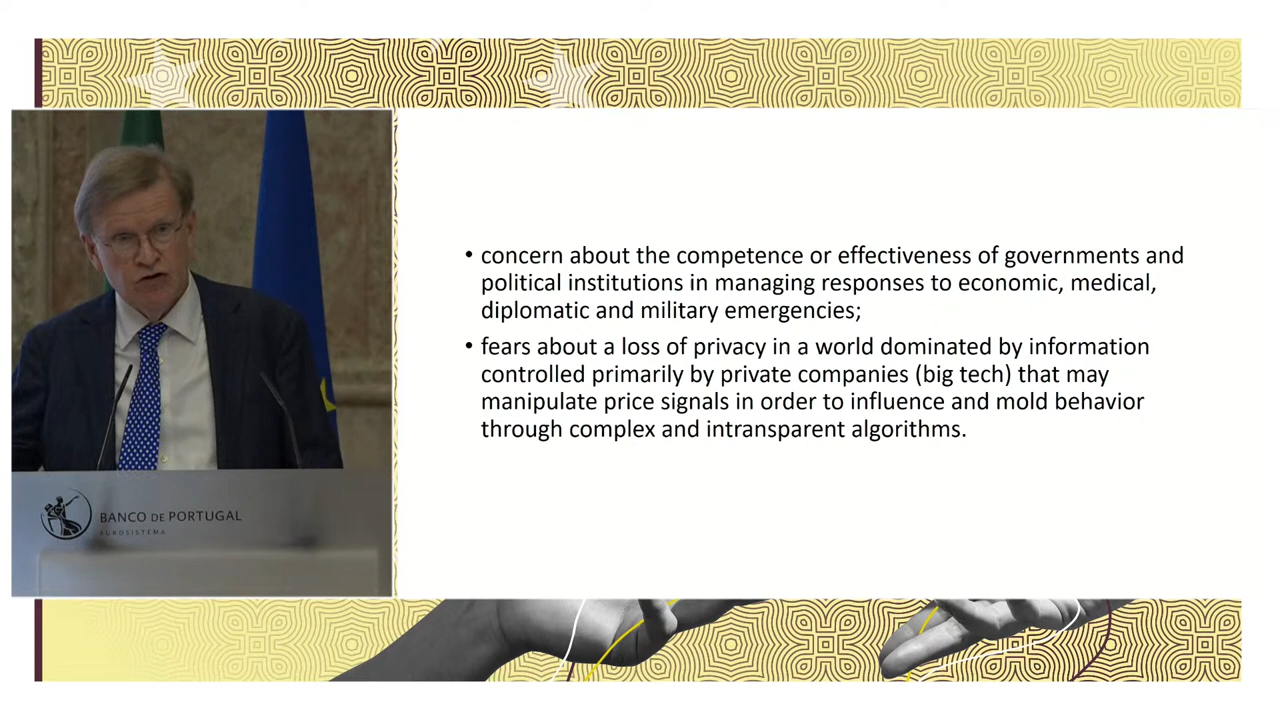 • concern about the competence or effectiveness of governments and
political institutions in managing responses to economic, medical,
diplomatic and military emergencies;
• fears about a loss of privacy in a world dominated by information
controlled primarily by private companies (big tech) that may
manipulate price signals in order to influence and mold behavior
through complex and intransparent algorithms.
BANCO DE PORTUGAL
EUROSISTEMA